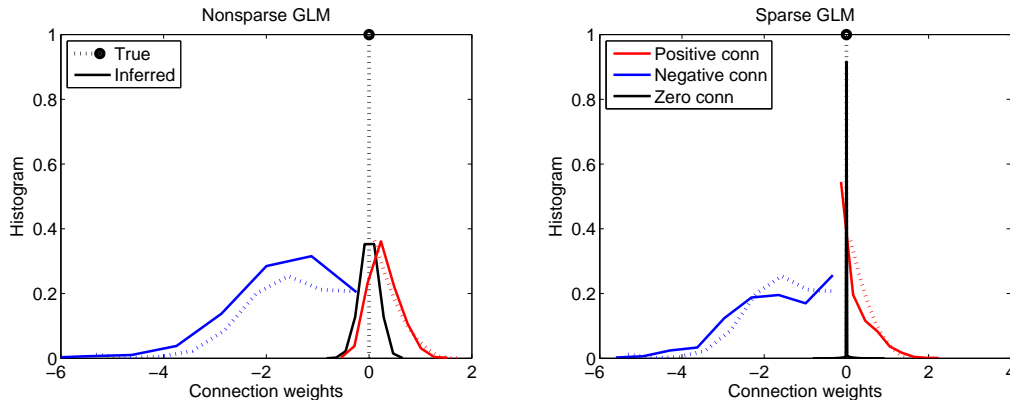 Nonsparse GLM
Histogram
1
0.8
0.6
0.4
0.2
0
−6
−4
−2
0
2
Connection weights
True
Inferred
Sparse GLM
Histogram
1
0.8
0.6
0.4
0.2
0
−6
−4
−2
0
2
4
Connection weights
Positive conn
Negative conn
Zero conn